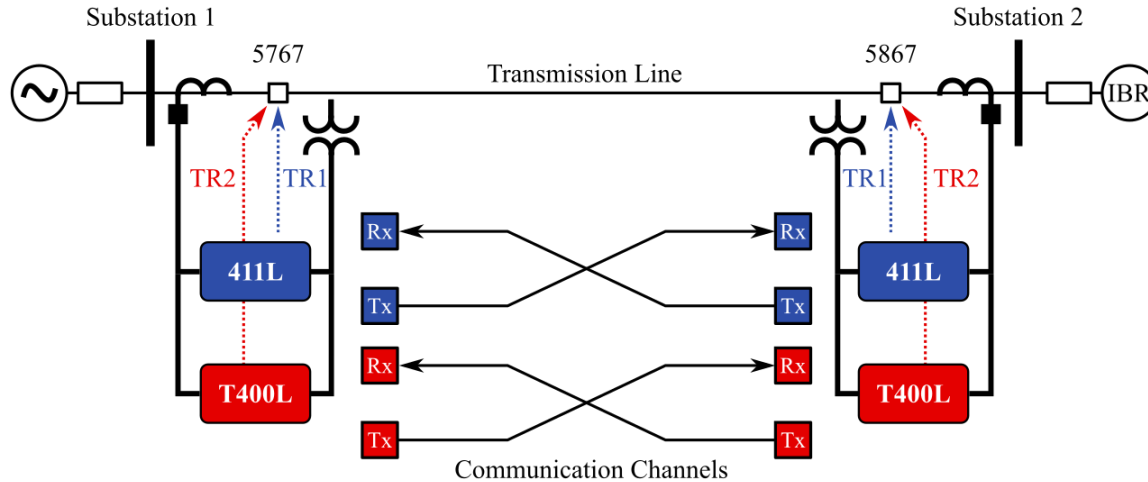 Substation 1
Substation 2
5767
5867
Transmission Line
IBR
TR2
TR1
TR1
TR2
Rx
Rx
411L
411L
Tx
Tx
Rx
Rx
T400L
T400L
Tx
Tx
Communication Channels